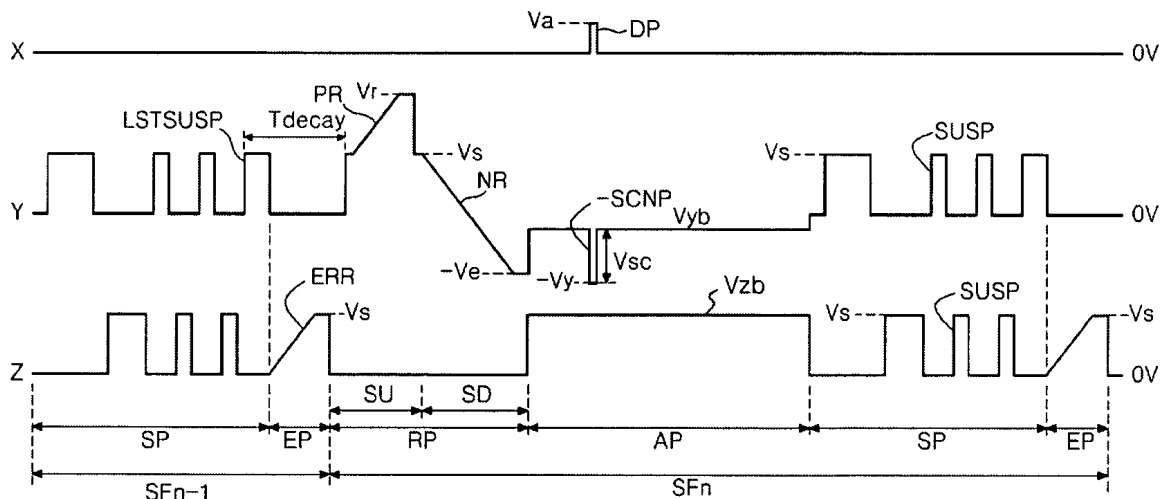 Va
DP
X
0V
PR
Vr
LSTSUSP
Tdecay
SUSP
Vs
Vs
NR
-SCNP
Y
Vyb
0V
-Ve
-Vy
Vsc
ERR
Vzb
SUSP
Vs
Vs
Vs
Z
0V
SU
SD
SP
EP
RP
AP
SP
EP
SFn-1
SFn